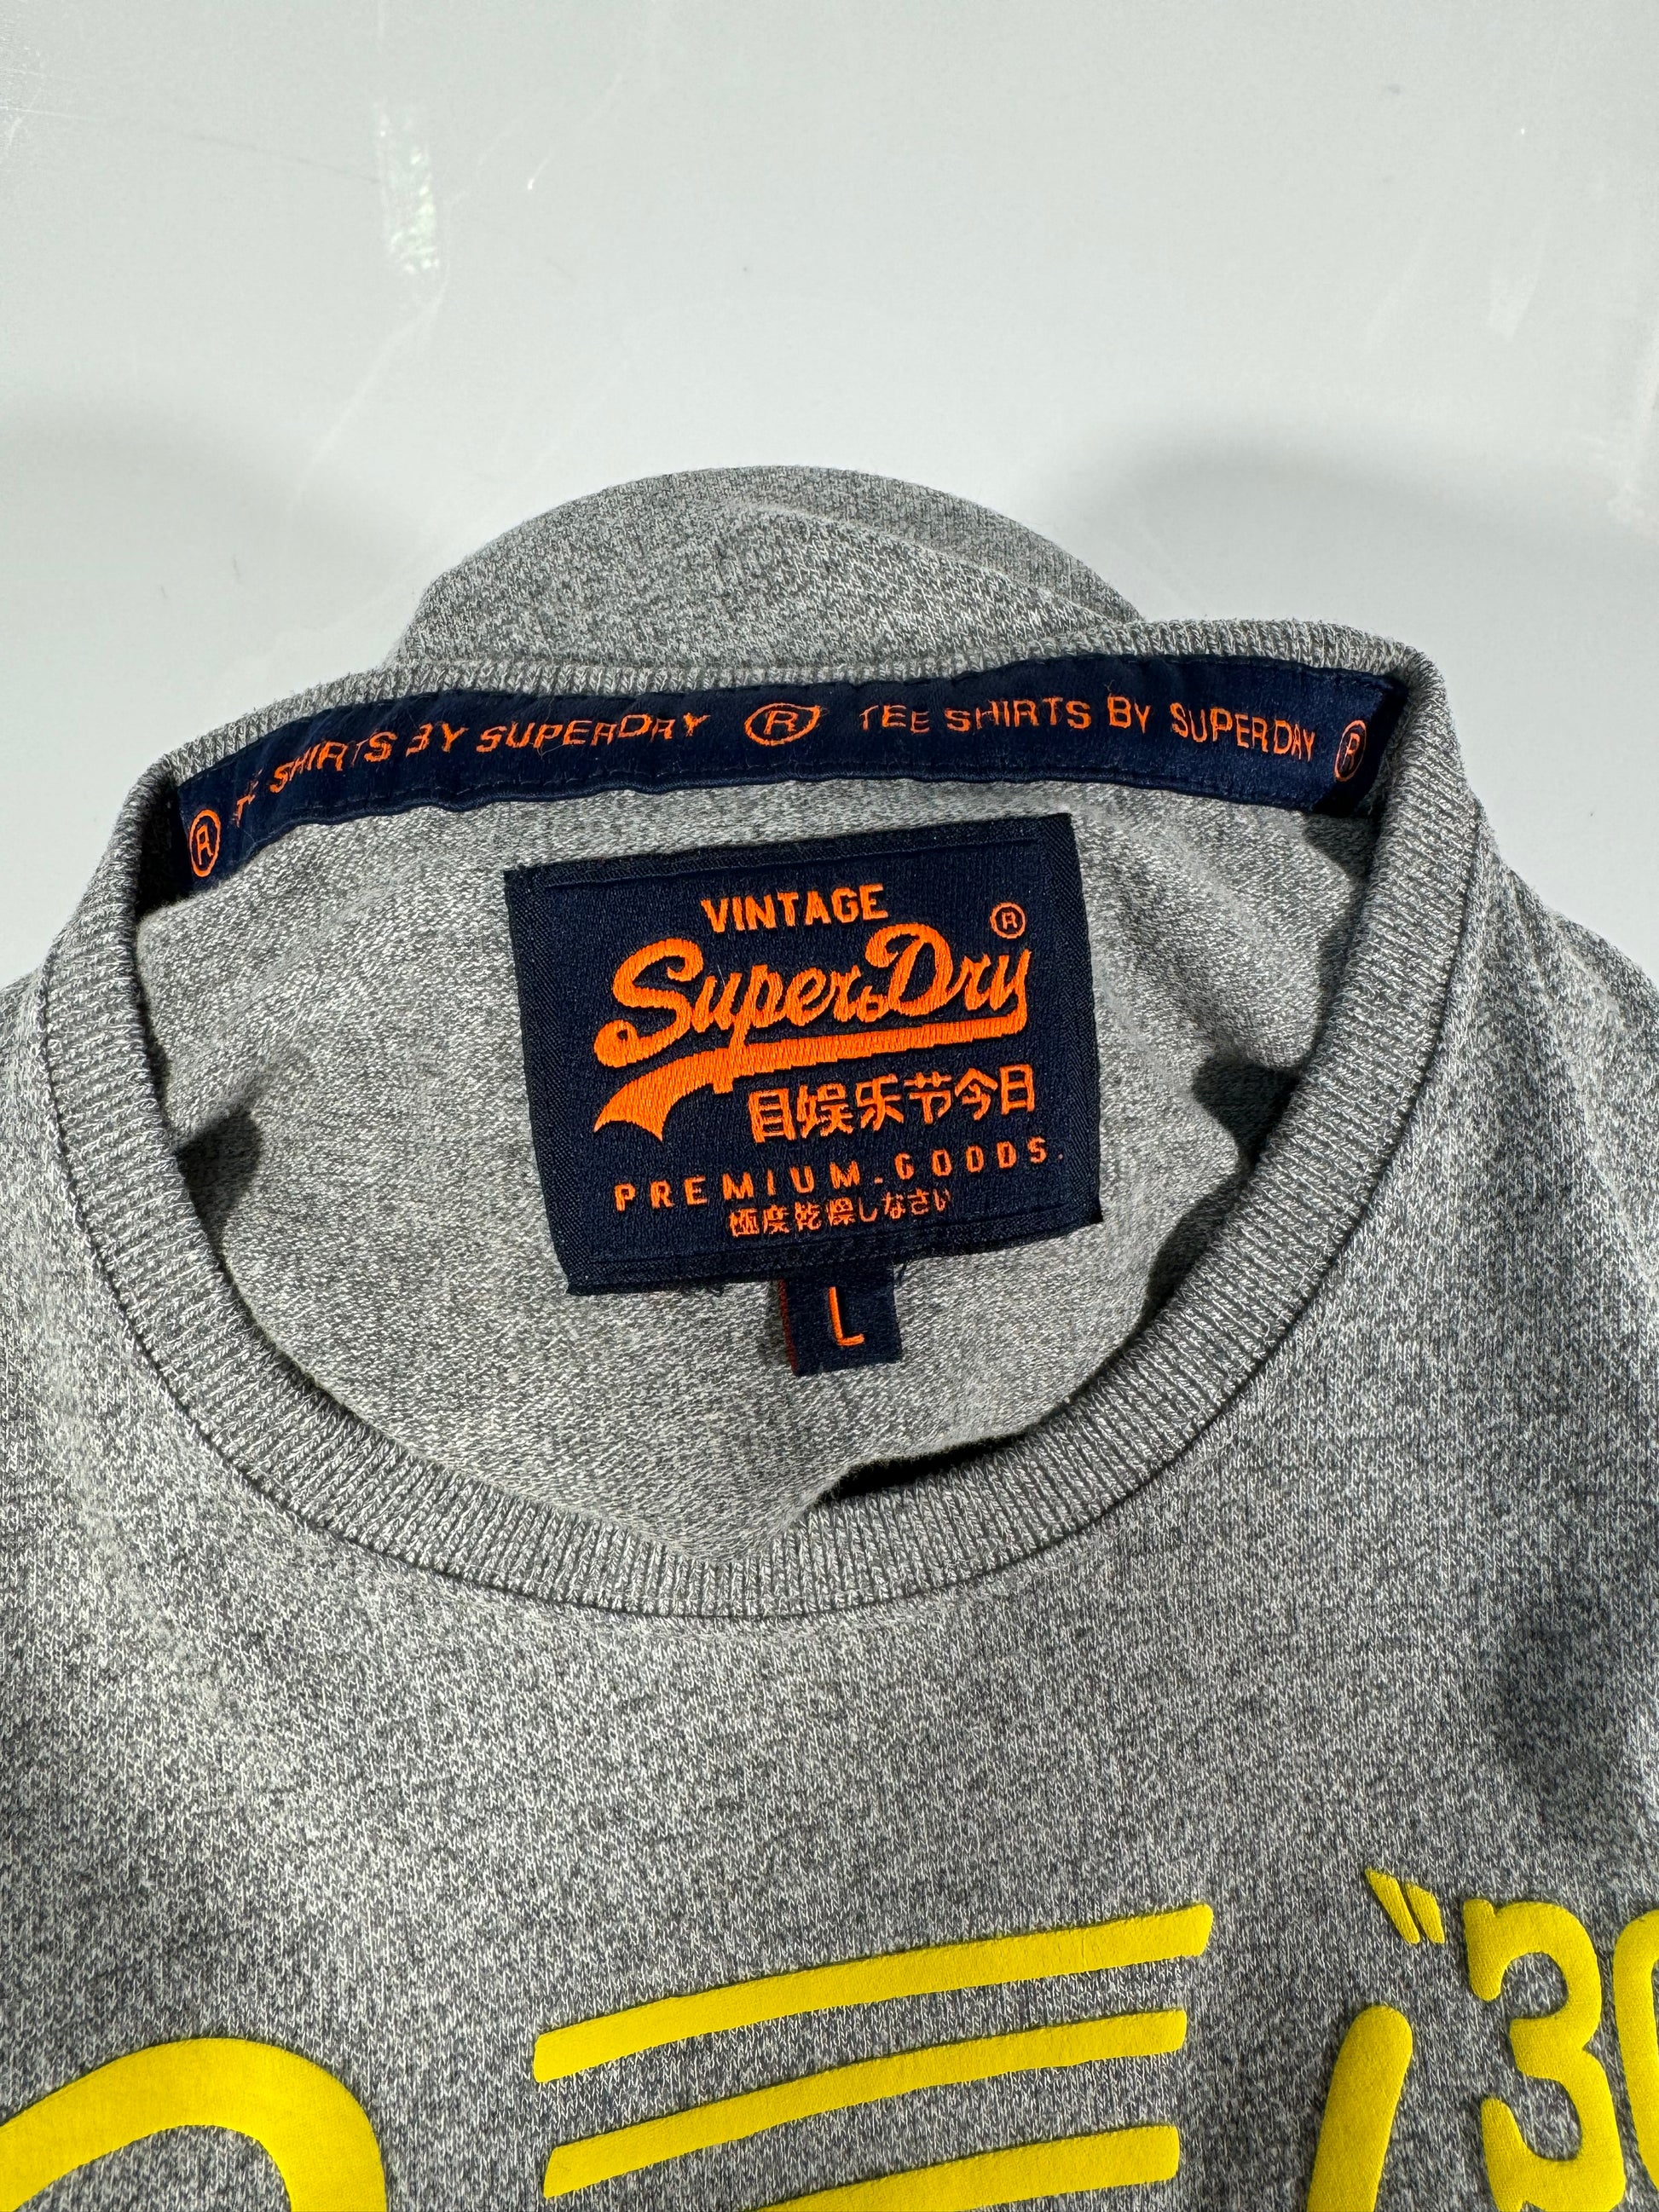 ® TEE SHIRTS BY SUPERDRY ® TEE SHIRTS BY SUPERDRY ®
VINTAGE
SuperDry ®
目娱乐节今日
PREMIUM.GOODS.
極度乾燥しなさい
L
"30